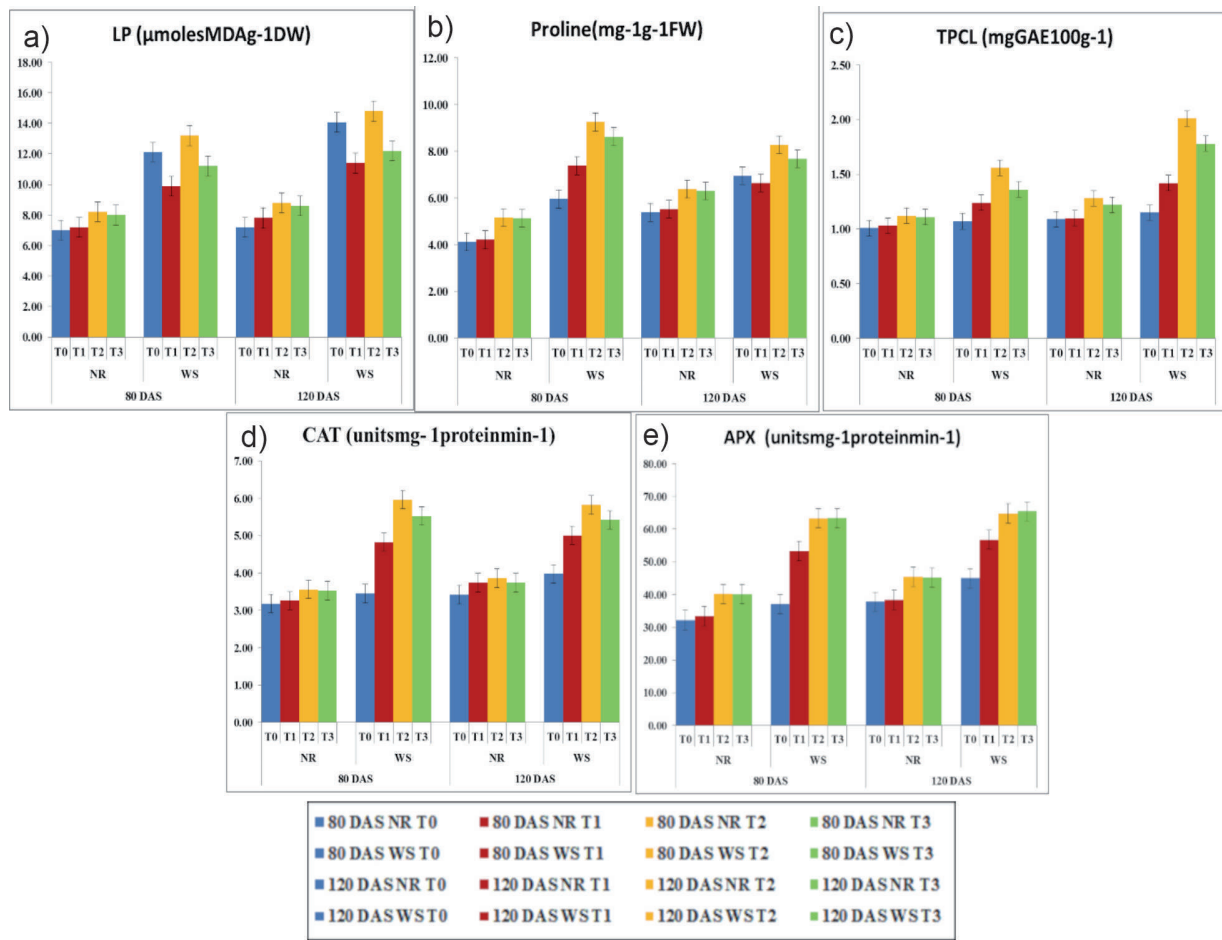 a)
LP (µmolesMDAg-1DW)
18.00
16.00
14.00
12.00
10.00
8.00
6.00
4.00
2.00
0.00
T0 T1 T2 T3 T0 T1 T2 T3 T0 T1 T2 T3 T0 T1 T2 T3
NR WS NR WS
80 DAS 120 DAS
b)
Proline(mg-1g-1FW)
12.00
10.00
8.00
6.00
4.00
2.00
0.00
T0 T1 T2 T3 T0 T1 T2 T3 T0 T1 T2 T3 T0 T1 T2 T3
NR WS NR WS
80 DAS 120 DAS
c)
TPCL (mgGAE100g-1)
2.50
2.00
1.50
1.00
0.50
0.00
T0 T1 T2 T3 T0 T1 T2 T3 T0 T1 T2 T3 T0 T1 T2 T3
NR WS NR WS
80 DAS 120 DAS
d)
CAT (unitsmg- 1proteinmin-1)
7.00
6.00
5.00
4.00
3.00
2.00
1.00
0.00
T0 T1 T2 T3 T0 T1 T2 T3 T0 T1 T2 T3 T0 T1 T2 T3
NR WS NR WS
80 DAS 120 DAS
e)
APX (unitsmg-1proteinmin-1)
80.00
70.00
60.00
50.00
40.00
30.00
20.00
10.00
0.00
T0 T1 T2 T3 T0 T1 T2 T3 T0 T1 T2 T3 T0 T1 T2 T3
NR WS NR WS
80 DAS 120 DAS
80 DAS NR T0 80 DAS NR T1 80 DAS NR T2 80 DAS NR T3
80 DAS WS T0 80 DAS WS T1 80 DAS WS T2 80 DAS WS T3
120 DAS NR T0 120 DAS NR T1 120 DAS NR T2 120 DAS NR T3
120 DAS WS T0 120 DAS WS T1 120 DAS WS T2 120 DAS WS T3